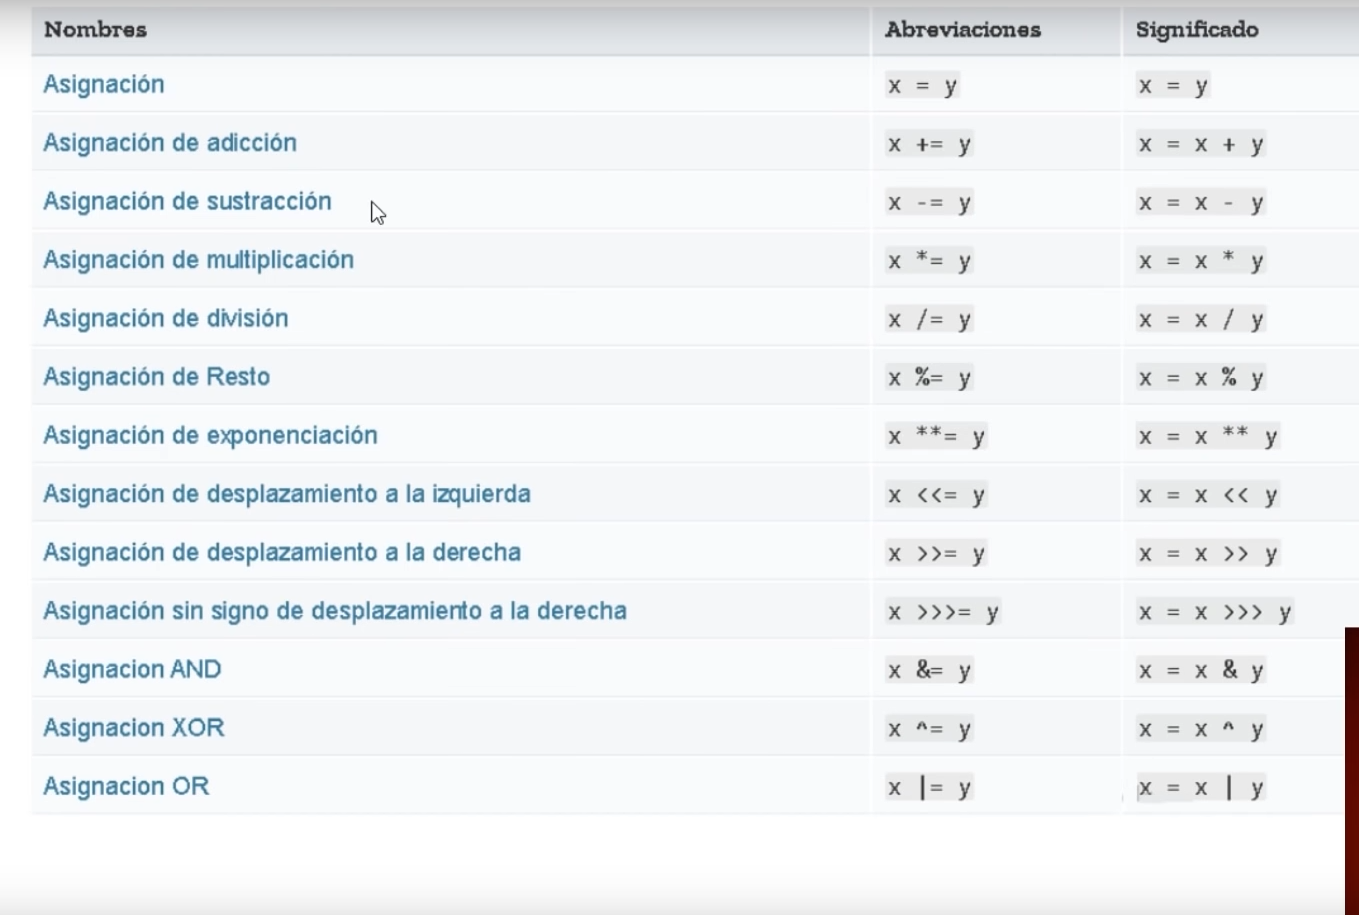 Nombres Abreviaciones Significado
Asignación x = y x = y
Asignación de adicción x += y x = x + y
Asignación de sustracción x -= y x = x - y
Asignación de multiplicación x *= y x = x * y
Asignación de división x /= y x = x / y
Asignación de Resto x %= y x = x % y
Asignación de exponenciación x **= y x = x ** y
Asignación de desplazamiento a la izquierda x <<= y x = x << y
Asignación de desplazamiento a la derecha x >>= y x = x >> y
Asignación sin signo de desplazamiento a la derecha x >>>= y x = x >>> y
Asignacion AND x &= y x = x & y
Asignacion XOR x ^= y x = x ^ y
Asignacion OR x |= y x = x | y